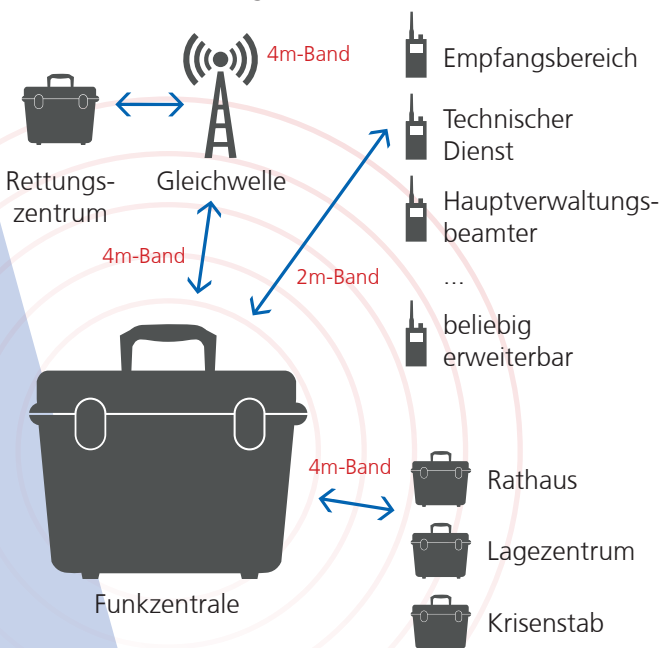 4m-Band
Empfangsbereich
Technischer
Dienst
Rettungs-
zentrum
Gleichwelle
Hauptverwaltungs-
beamter
4m-Band
2m-Band
...
beliebig
erweiterbar
4m-Band
Rathaus
Lagezentrum
Funkzentrale
Krisenstab